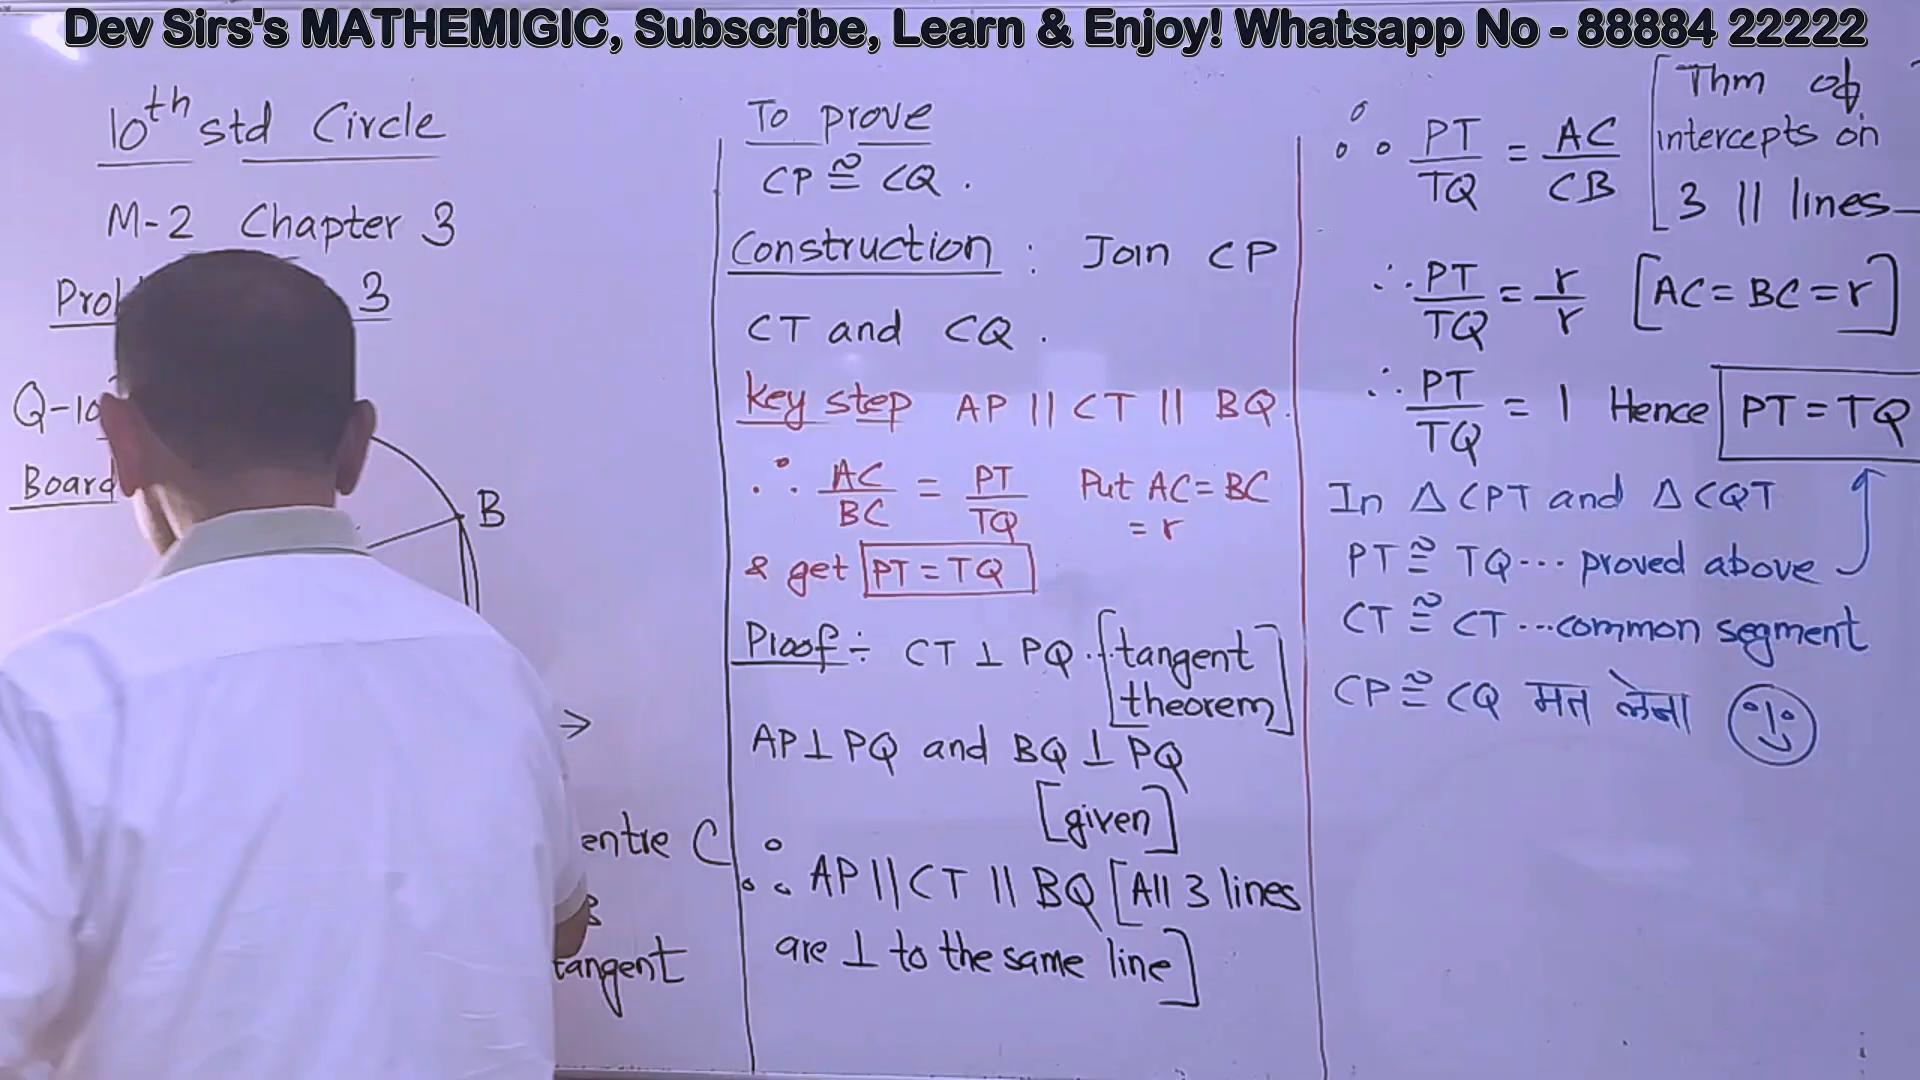 Dev Sirs's MATHEMIGIC, Subscribe, Learn & Enjoy! Whatsapp No - 88884 22222
10th std Circle
M-2 Chapter 3
3
Q-10
Board
B
→
C
tangent
To prove
CP ≅ CQ .
Construction : Join CP
CT and CQ .
Key step AP || CT || BQ.
∴ AC/BC = PT/TQ Put AC = BC
= r
& get PT = TQ
Proof ÷ CT ⊥ PQ ... [tangent
theorem]
AP ⊥ PQ and BQ ⊥ PQ
[given]
∴ AP || CT || BQ [All 3 lines
are ⊥ to the same line]
∴ PT/TQ = AC/CB [Thm of
intercepts on
3 || lines
∴ PT/TQ = r/r [AC = BC = r]
∴ PT/TQ = 1 Hence PT = TQ
In △ CPT and △ CQT
PT ≅ TQ --- proved above
CT ≅ CT ---common segment
CP ≅ CQ मत लेना